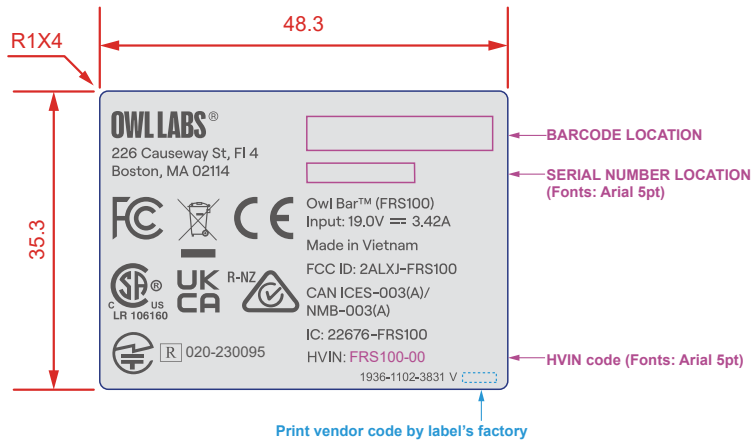 48.3
R1X4
35.3
OWL LABS®
226 Causeway St, Fl 4
Boston, MA 02114
BARCODE LOCATION
SERIAL NUMBER LOCATION
(Fonts: Arial 5pt)
FC
CE
Owl Bar™ (FRS100)
Input: 19.0V ⎓ 3.42A
Made in Vietnam
FCC ID: 2ALXJ-FRS100
CAN ICES-003(A)/
NMB-003(A)
IC: 22676-FRS100
HVIN: FRS100-00
1936-1102-3831 V
C SA ® US
LR 106160
UK
CA
R-NZ
R 020-230095
HVIN code (Fonts: Arial 5pt)
Print vendor code by label's factory